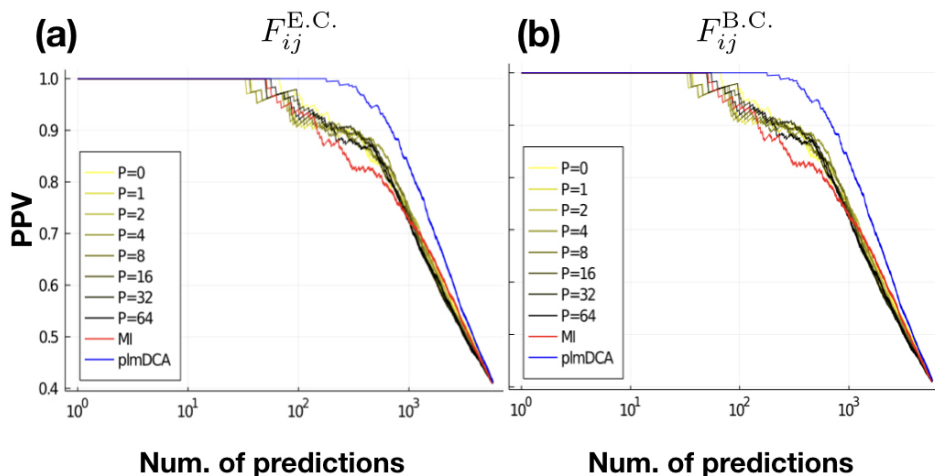 (a) F_{ij}^{E.C.}
1.0
0.9
0.8
0.7
0.6
0.5
0.4
PPV
P=0
P=1
P=2
P=4
P=8
P=16
P=32
P=64
MI
plmDCA
10^0 10^1 10^2 10^3
Num. of predictions
(b) F_{ij}^{B.C.}
P=0
P=1
P=2
P=4
P=8
P=16
P=32
P=64
MI
plmDCA
10^0 10^1 10^2 10^3
Num. of predictions